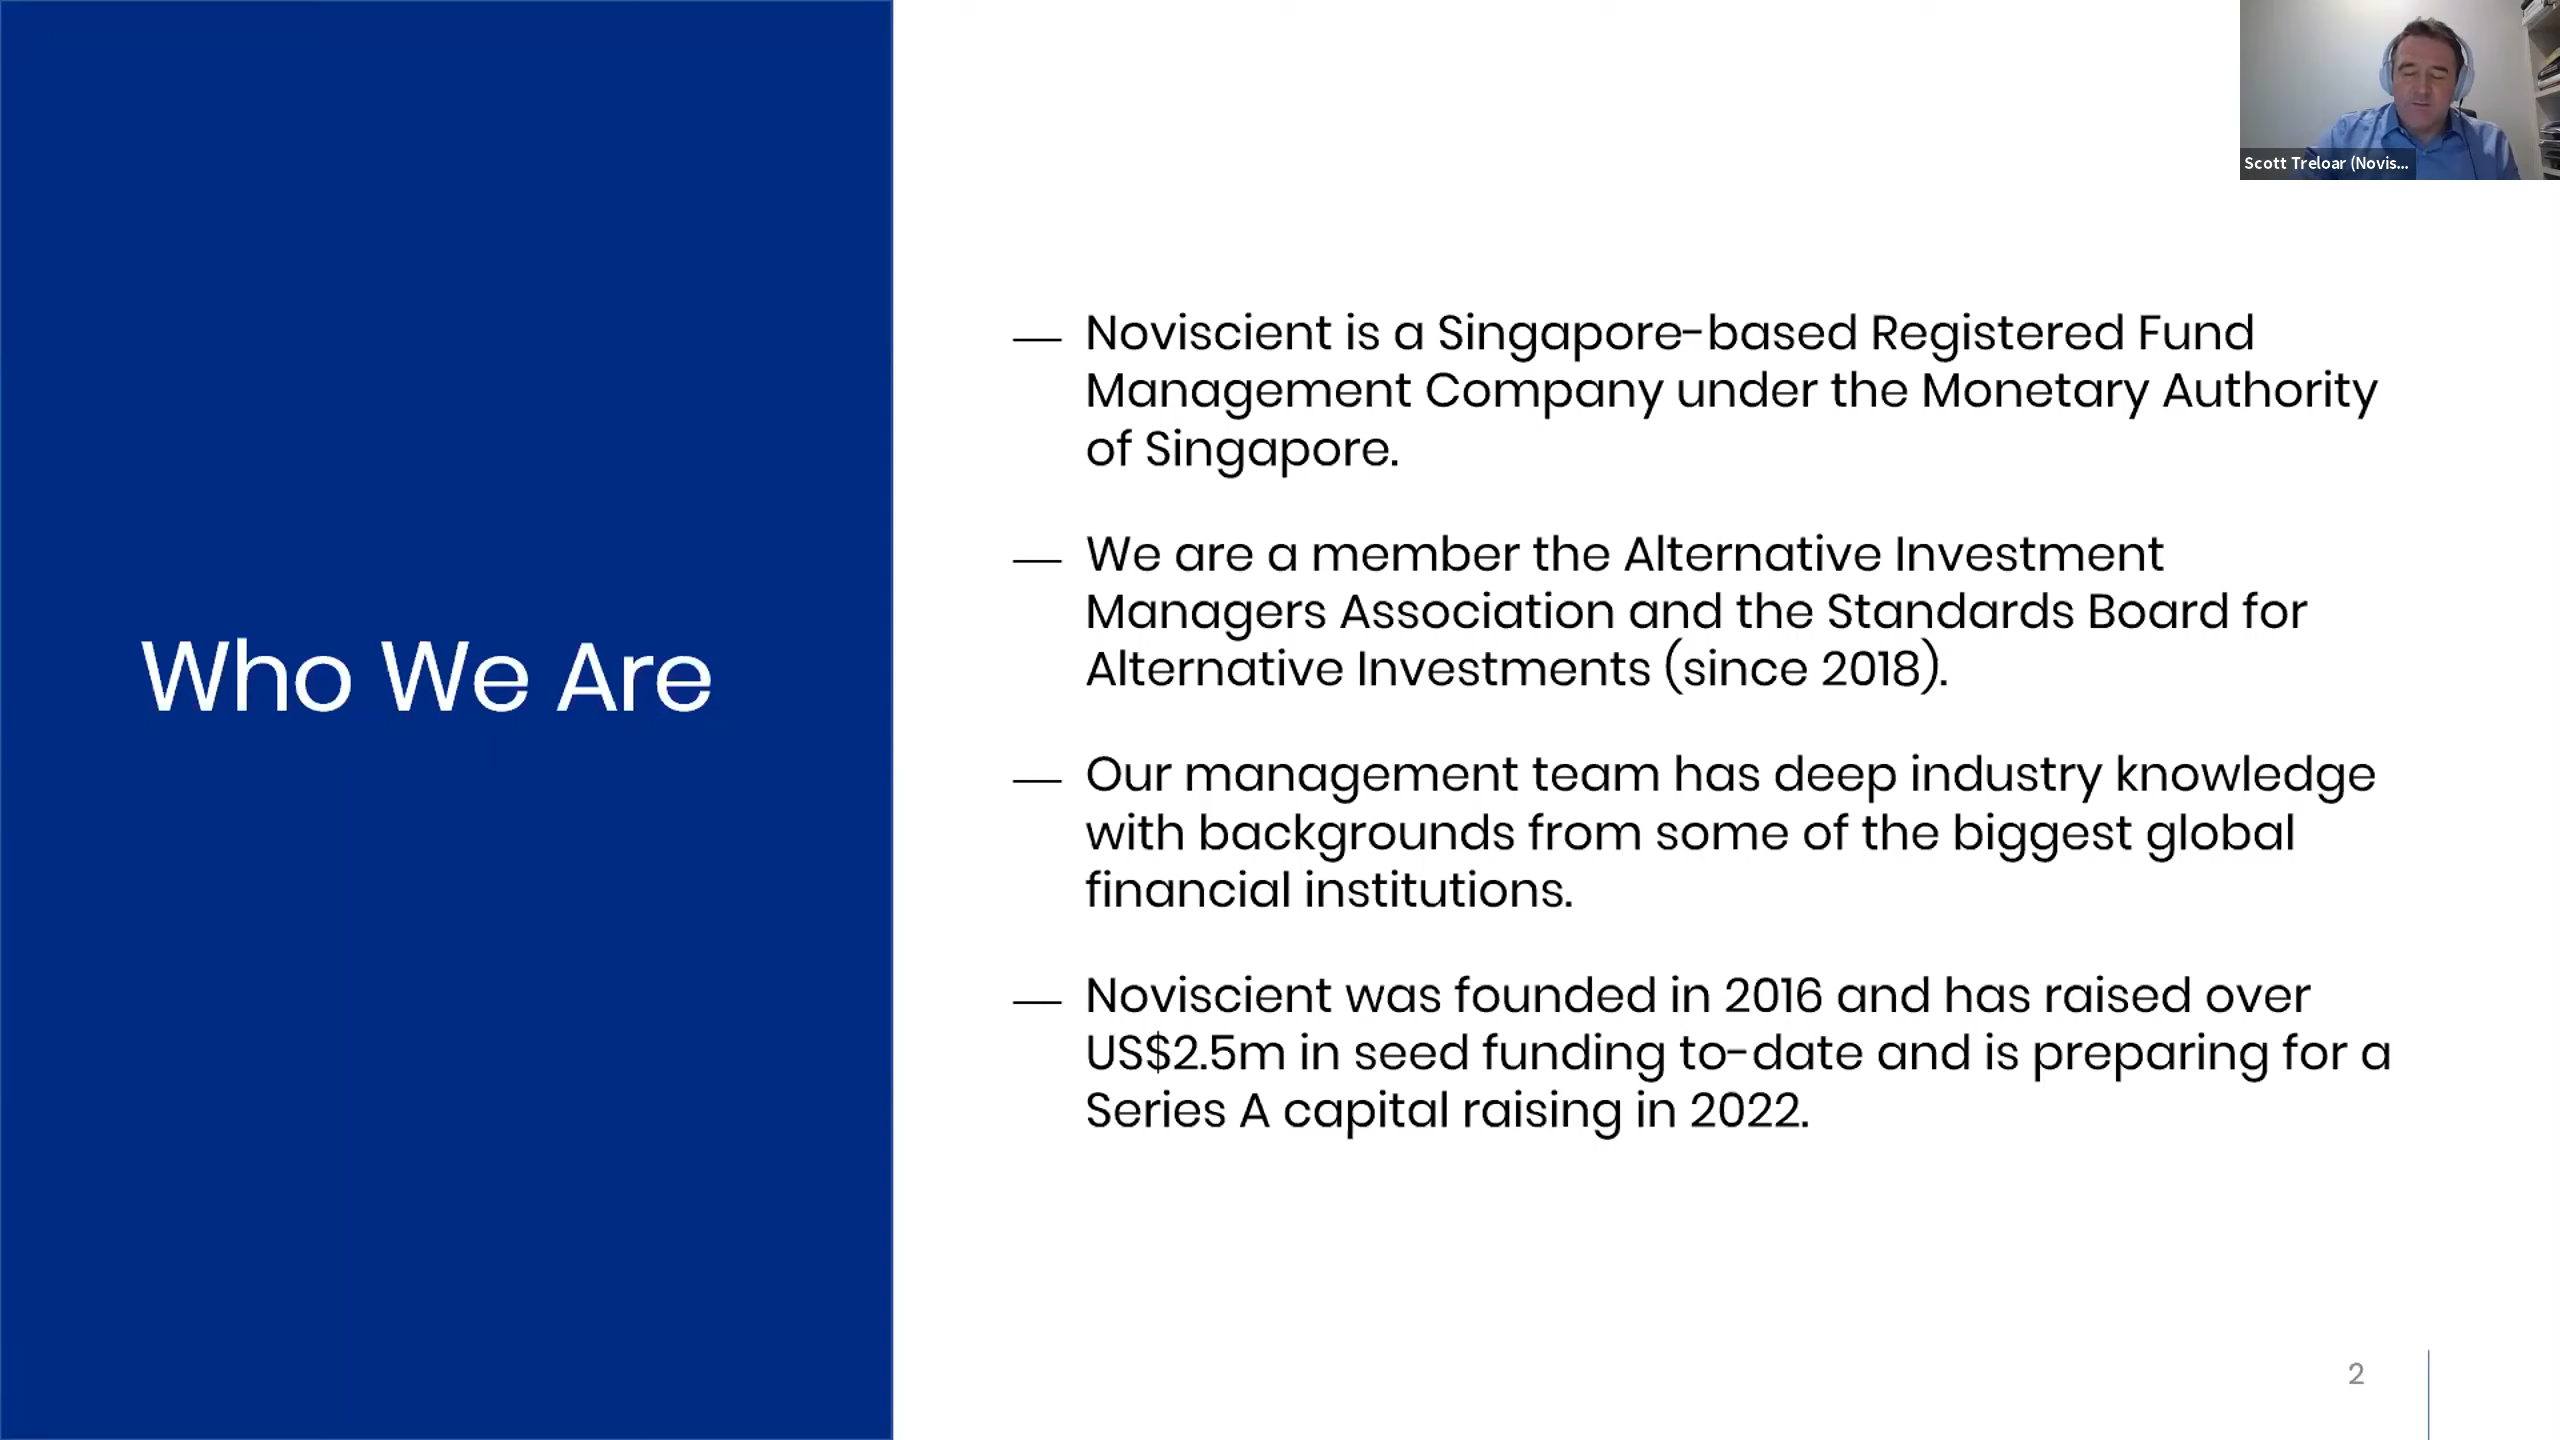 Scott Treloar (Novis...
Who We Are
— Noviscient is a Singapore-based Registered Fund
Management Company under the Monetary Authority
of Singapore.
— We are a member the Alternative Investment
Managers Association and the Standards Board for
Alternative Investments (since 2018).
— Our management team has deep industry knowledge
with backgrounds from some of the biggest global
financial institutions.
— Noviscient was founded in 2016 and has raised over
US$2.5m in seed funding to-date and is preparing for a
Series A capital raising in 2022.
2